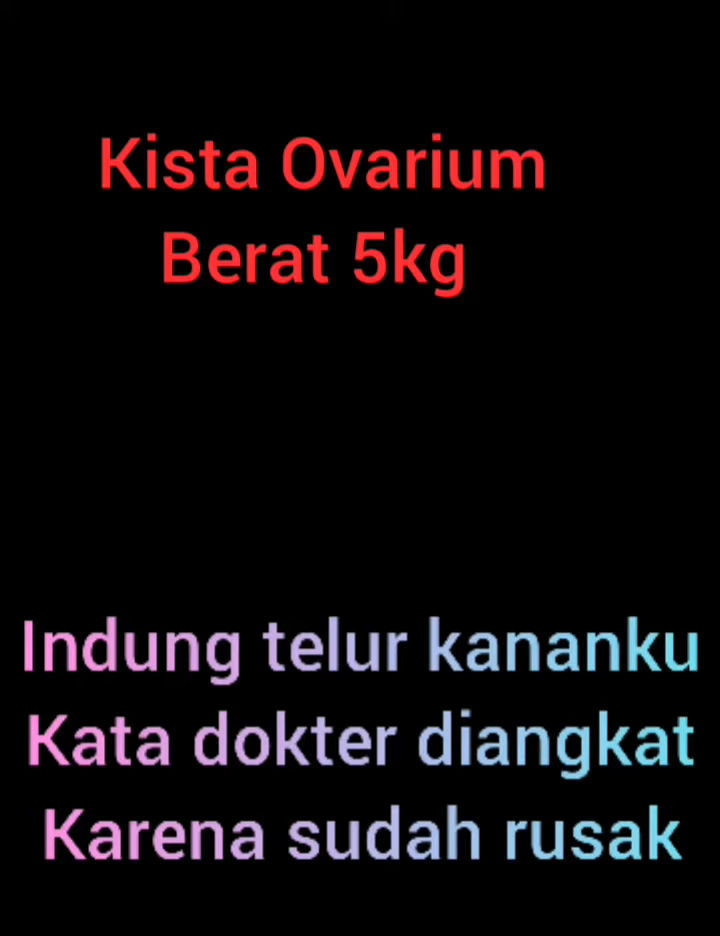 Kista Ovarium
Berat 5kg
Indung telur kananku
Kata dokter diangkat
Karena sudah rusak